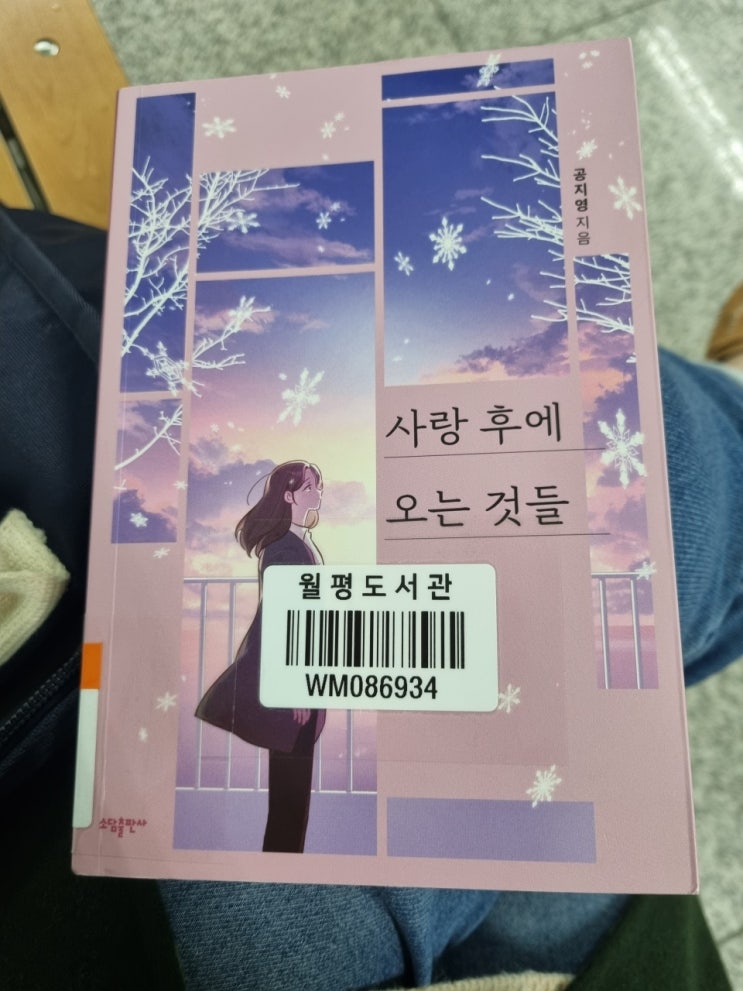 공지영 지음
사랑 후에
오는 것들
월평도서관
WM086934
소담출판사